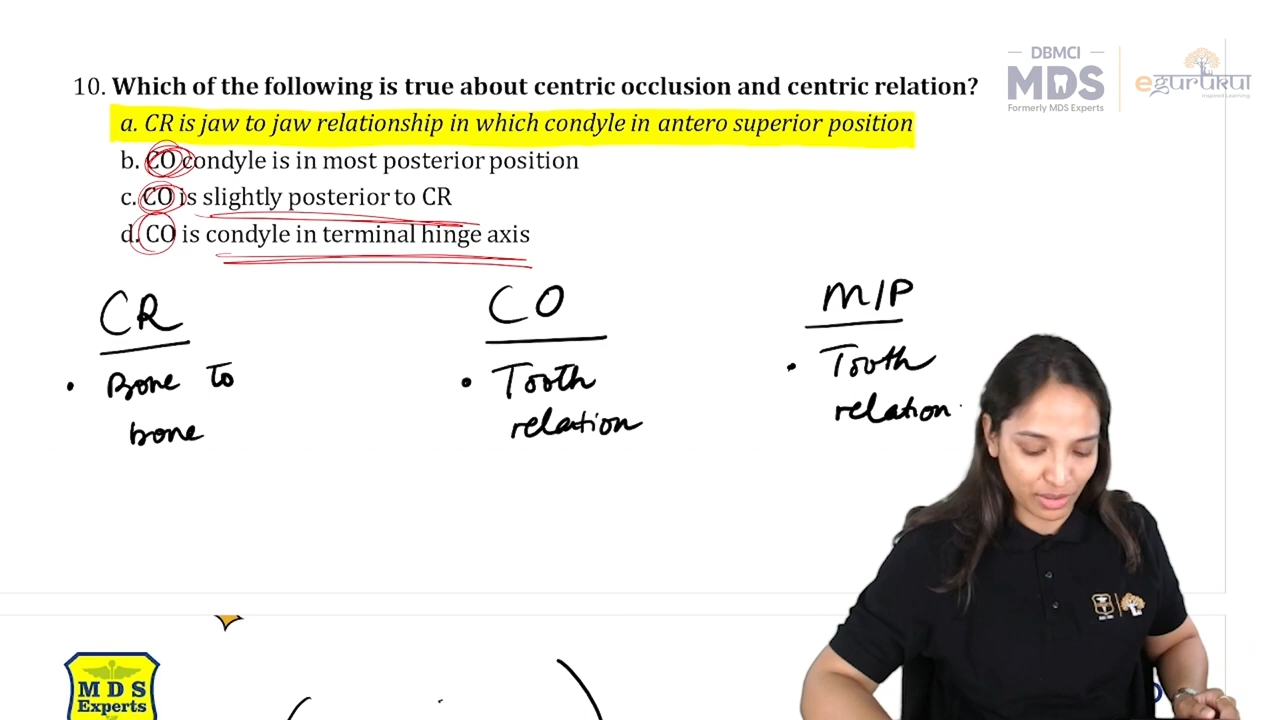 DBMCI
MDS
Formerly MDS Experts
egurukul
Inspired Learning
10. Which of the following is true about centric occlusion and centric relation?
a. CR is jaw to jaw relationship in which condyle in antero superior position
b. CO condyle is in most posterior position
c. CO is slightly posterior to CR
d. CO is condyle in terminal hinge axis
CR
CO
MIP
• Bone to
bone
• Tooth
relation
• Tooth
relation
MDS
Experts